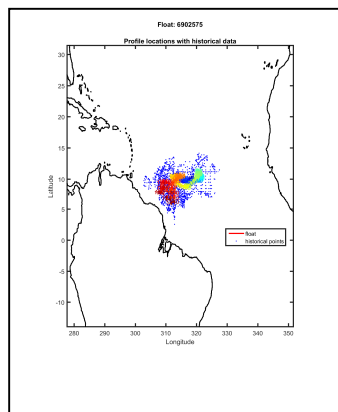 Float: 6902575
Profile locations with historical data
30
25
20
15
10
5
0
-5
-10
Latitude
float
historical points
280
290
300
310
320
330
340
350
Longitude